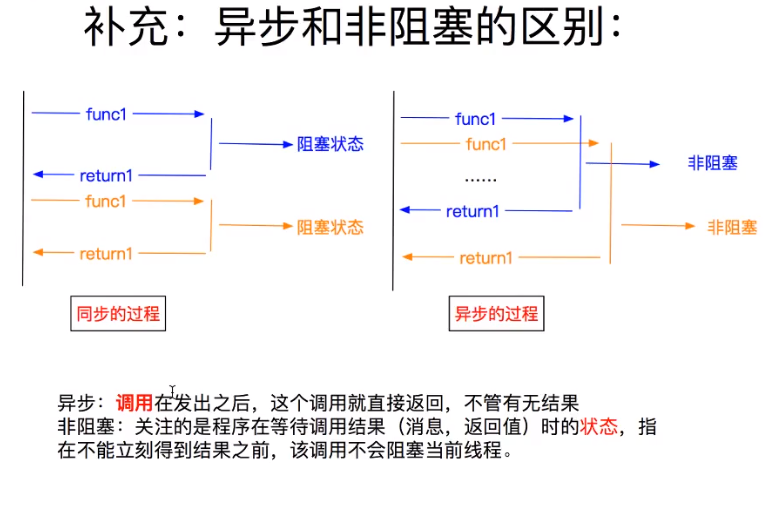 补充：异步和非阻塞的区别：
func1
阻塞状态
return1
func1
阻塞状态
return1
同步的过程
func1
func1
非阻塞
……
return1
非阻塞
return1
异步的过程
异步：调用在发出之后，这个调用就直接返回，不管有无结果
非阻塞：关注的是程序在等待调用结果（消息，返回值）时的状态，指
在不能立刻得到结果之前，该调用不会阻塞当前线程。